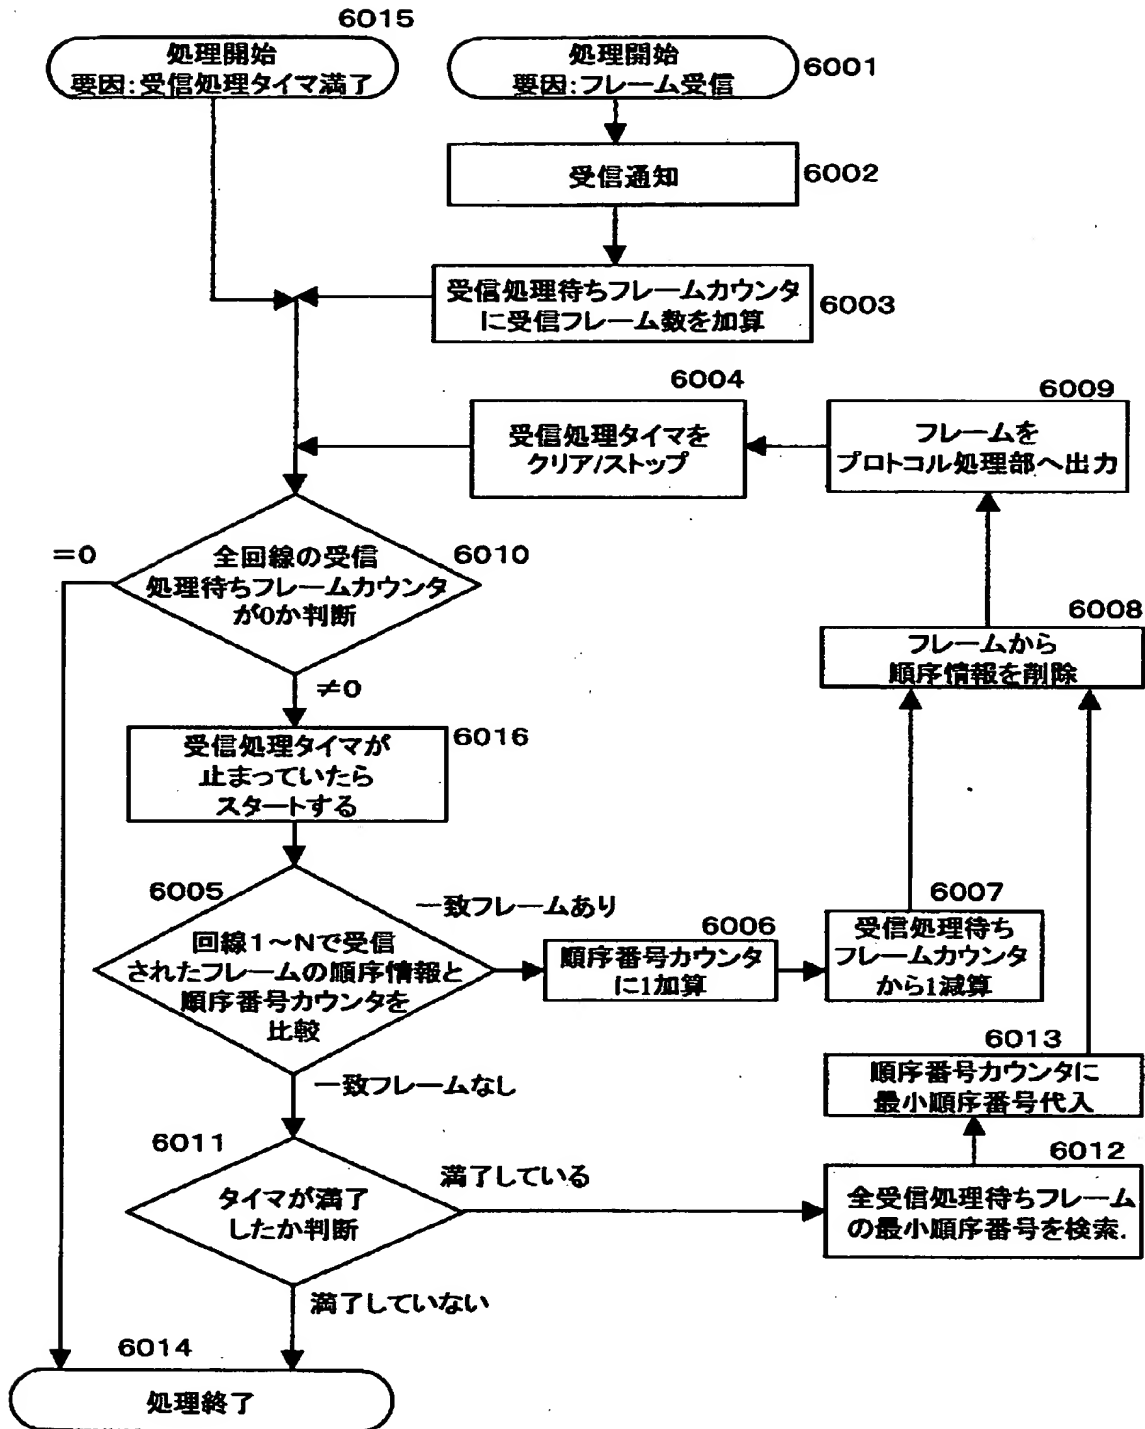 6015
処理開始
要因:受信処理タイマ満了
処理開始
要因:フレーム受信
6001
受信通知
6002
受信処理待ちフレームカウンタ
に受信フレーム数を加算
6003
6004
受信処理タイマを
クリア/ストップ
6009
フレームを
プロトコル処理部へ出力
=0
全回線の受信
処理待ちフレームカウンタ
が0か判断
6010
≠0
6008
フレームから
順序情報を削除
受信処理タイマが
止まっていたら
スタートする
6016
6005
回線1~Nで受信
されたフレームの順序情報と
順序番号カウンタを
比較
一致フレームあり
6006
順序番号カウンタ
に1加算
6007
受信処理待ち
フレームカウンタ
から1減算
一致フレームなし
6013
順序番号カウンタに
最小順序番号代入
6011
タイマが満了
したか判断
満了している
6012
全受信処理待ちフレーム
の最小順序番号を検索.
満了していない
6014
処理終了